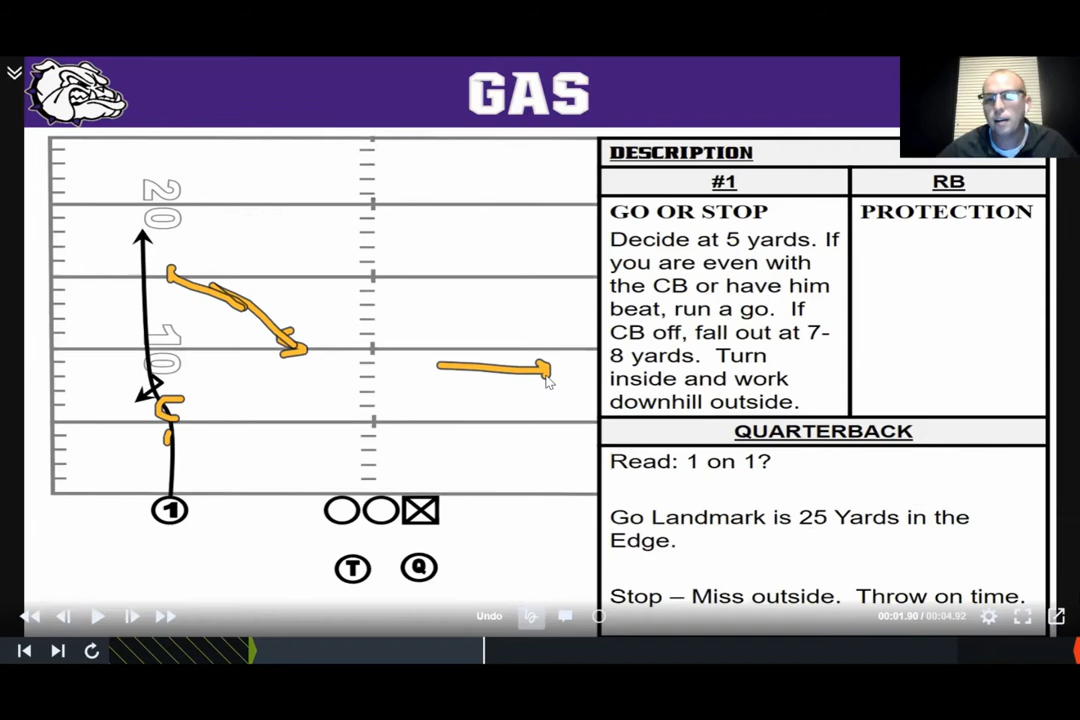 GAS
DESCRIPTION
#1
RB
GO OR STOP
Decide at 5 yards. If
you are even with
the CB or have him
beat, run a go. If
CB off, fall out at 7-
8 yards. Turn
inside and work
downhill outside.
PROTECTION
QUARTERBACK
Read: 1 on 1?
Go Landmark is 25 Yards in the
Edge.
Stop – Miss outside. Throw on time.
20
10
1
T
Q
Undo
00:01.90 / 00:04.92